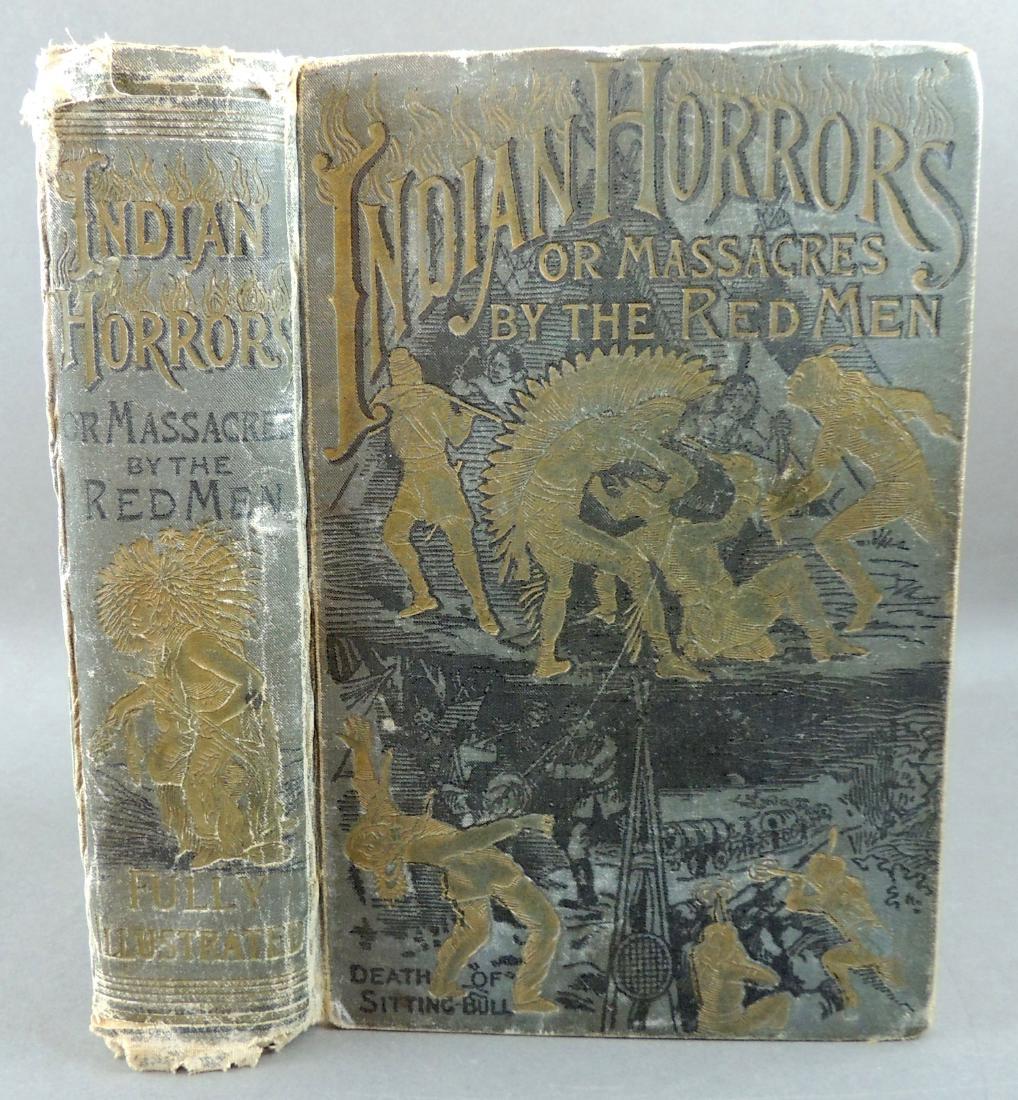 INDIAN
HORRORS
OR MASSACRES
BY THE
RED MEN
FULLY
ILLUSTRATED
INDIAN HORRORS
OR MASSACRES
BY THE RED MEN
DEATH OF
SITTING-BULL